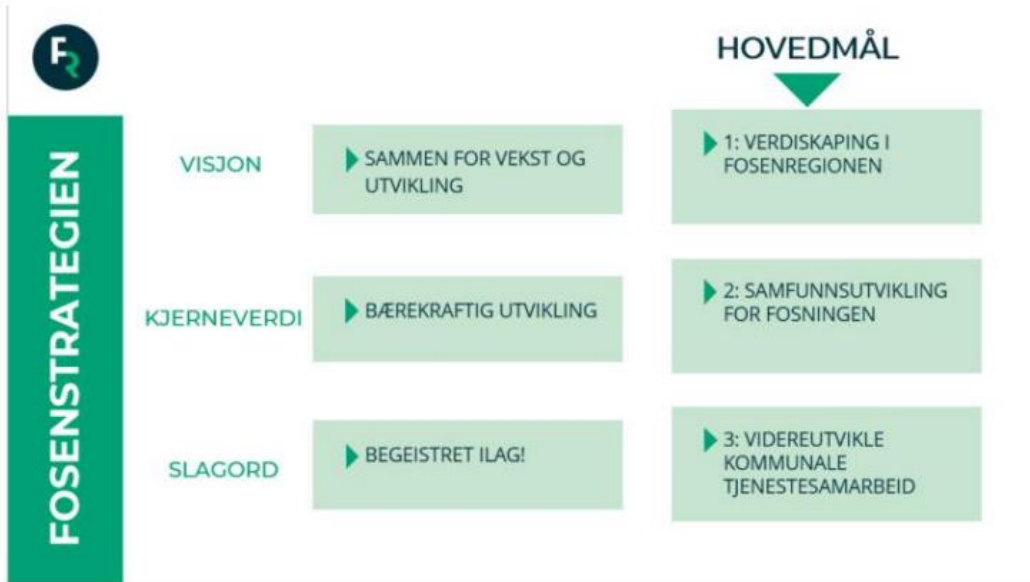 FR
HOVEDMÅL
FOSENSTRATEGIEN
VISJON
SAMMEN FOR VEKST OG
UTVIKLING
1: VERDISKAPING I
FOSENREGIONEN
KJERNEVERDI
BÆREKRAFTIG UTVIKLING
2: SAMFUNNSUTVIKLING
FOR FOSNINGEN
SLAGORD
BEGEISTRET ILAG!
3: VIDEREUTVIKLE
KOMMUNALE
TJENESTESAMARBEID